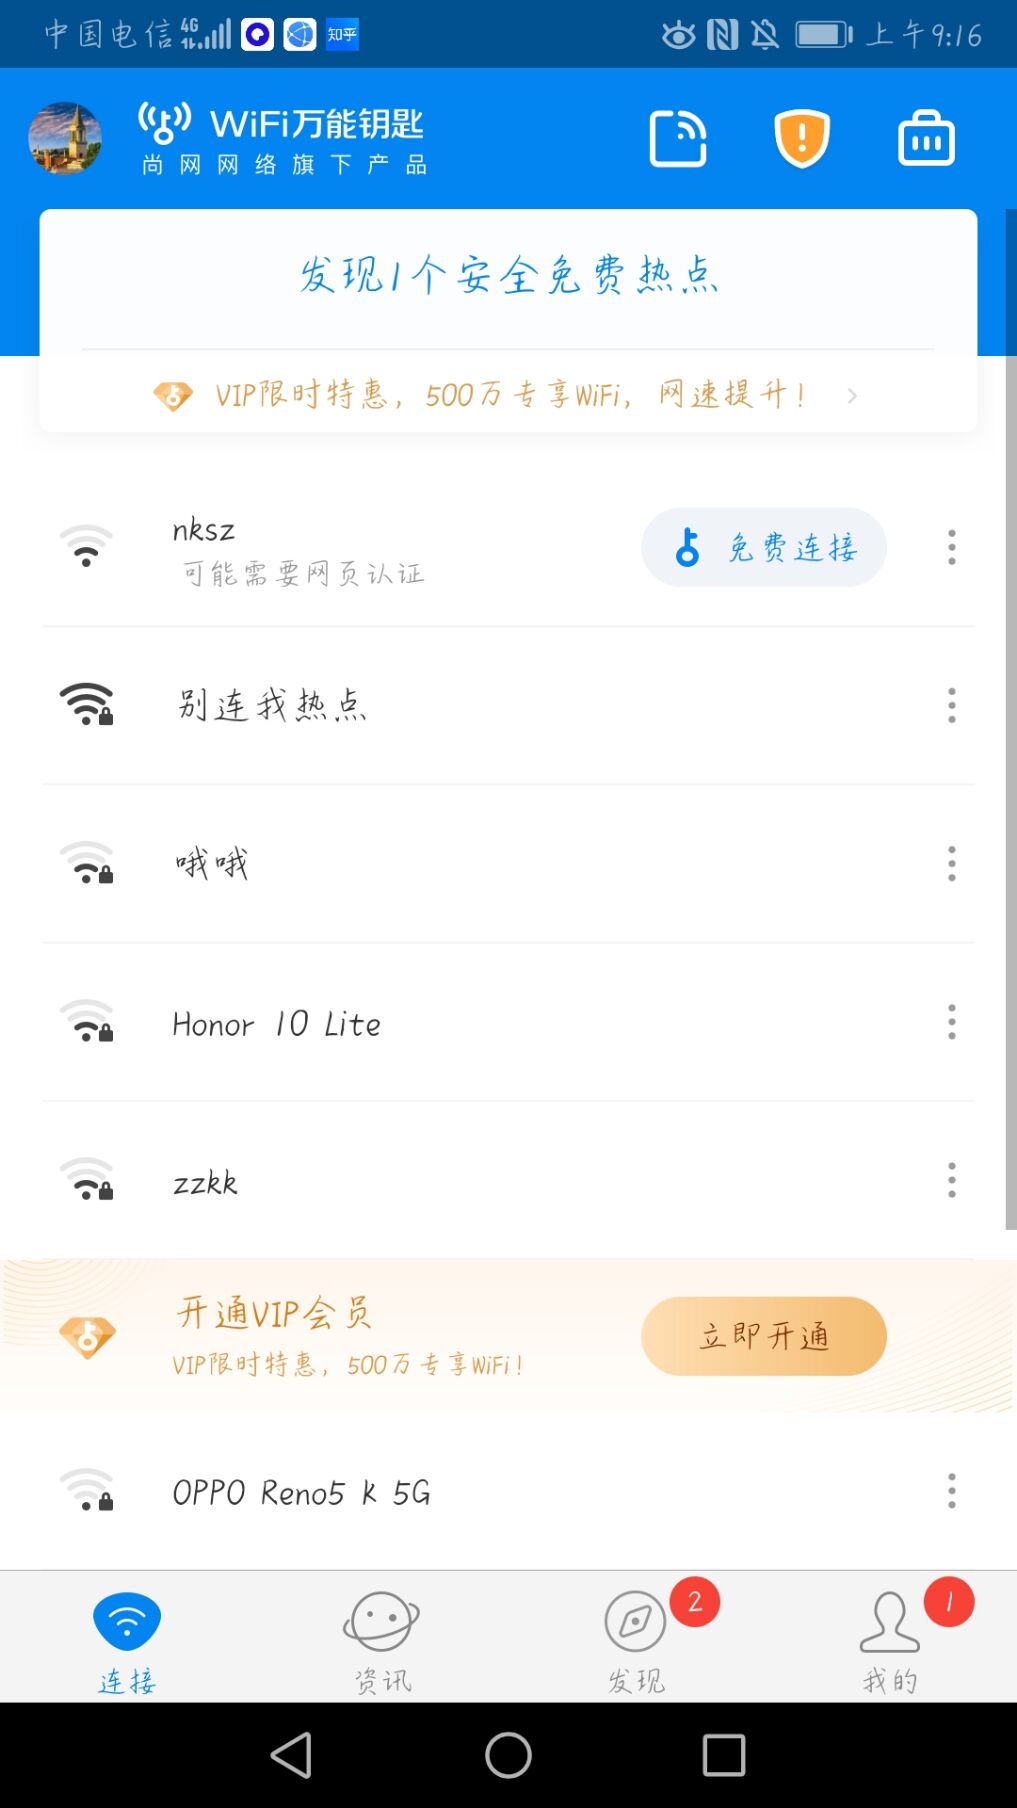 中国电信 4G 知乎 上午9:16
WiFi万能钥匙
尚网网络旗下产品
发现1个安全免费热点
VIP限时特惠，500万专享WiFi，网速提升！
nksz
免费连接
可能需要网页认证
别连我热点
哦哦
Honor 10 Lite
zzkk
开通VIP会员
立即开通
VIP限时特惠，500万专享WiFi！
OPPO Reno5 k 5G
2
1
连接 资讯 发现 我的